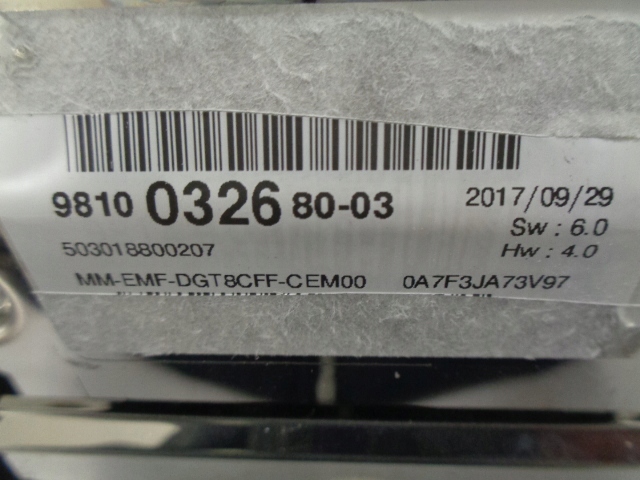 9810 0326 80-03
2017/09/29
Sw : 6.0
503018800207
Hw : 4.0
MM-EMF-DGT8CFF-CEM00 0A7F3JA73V97